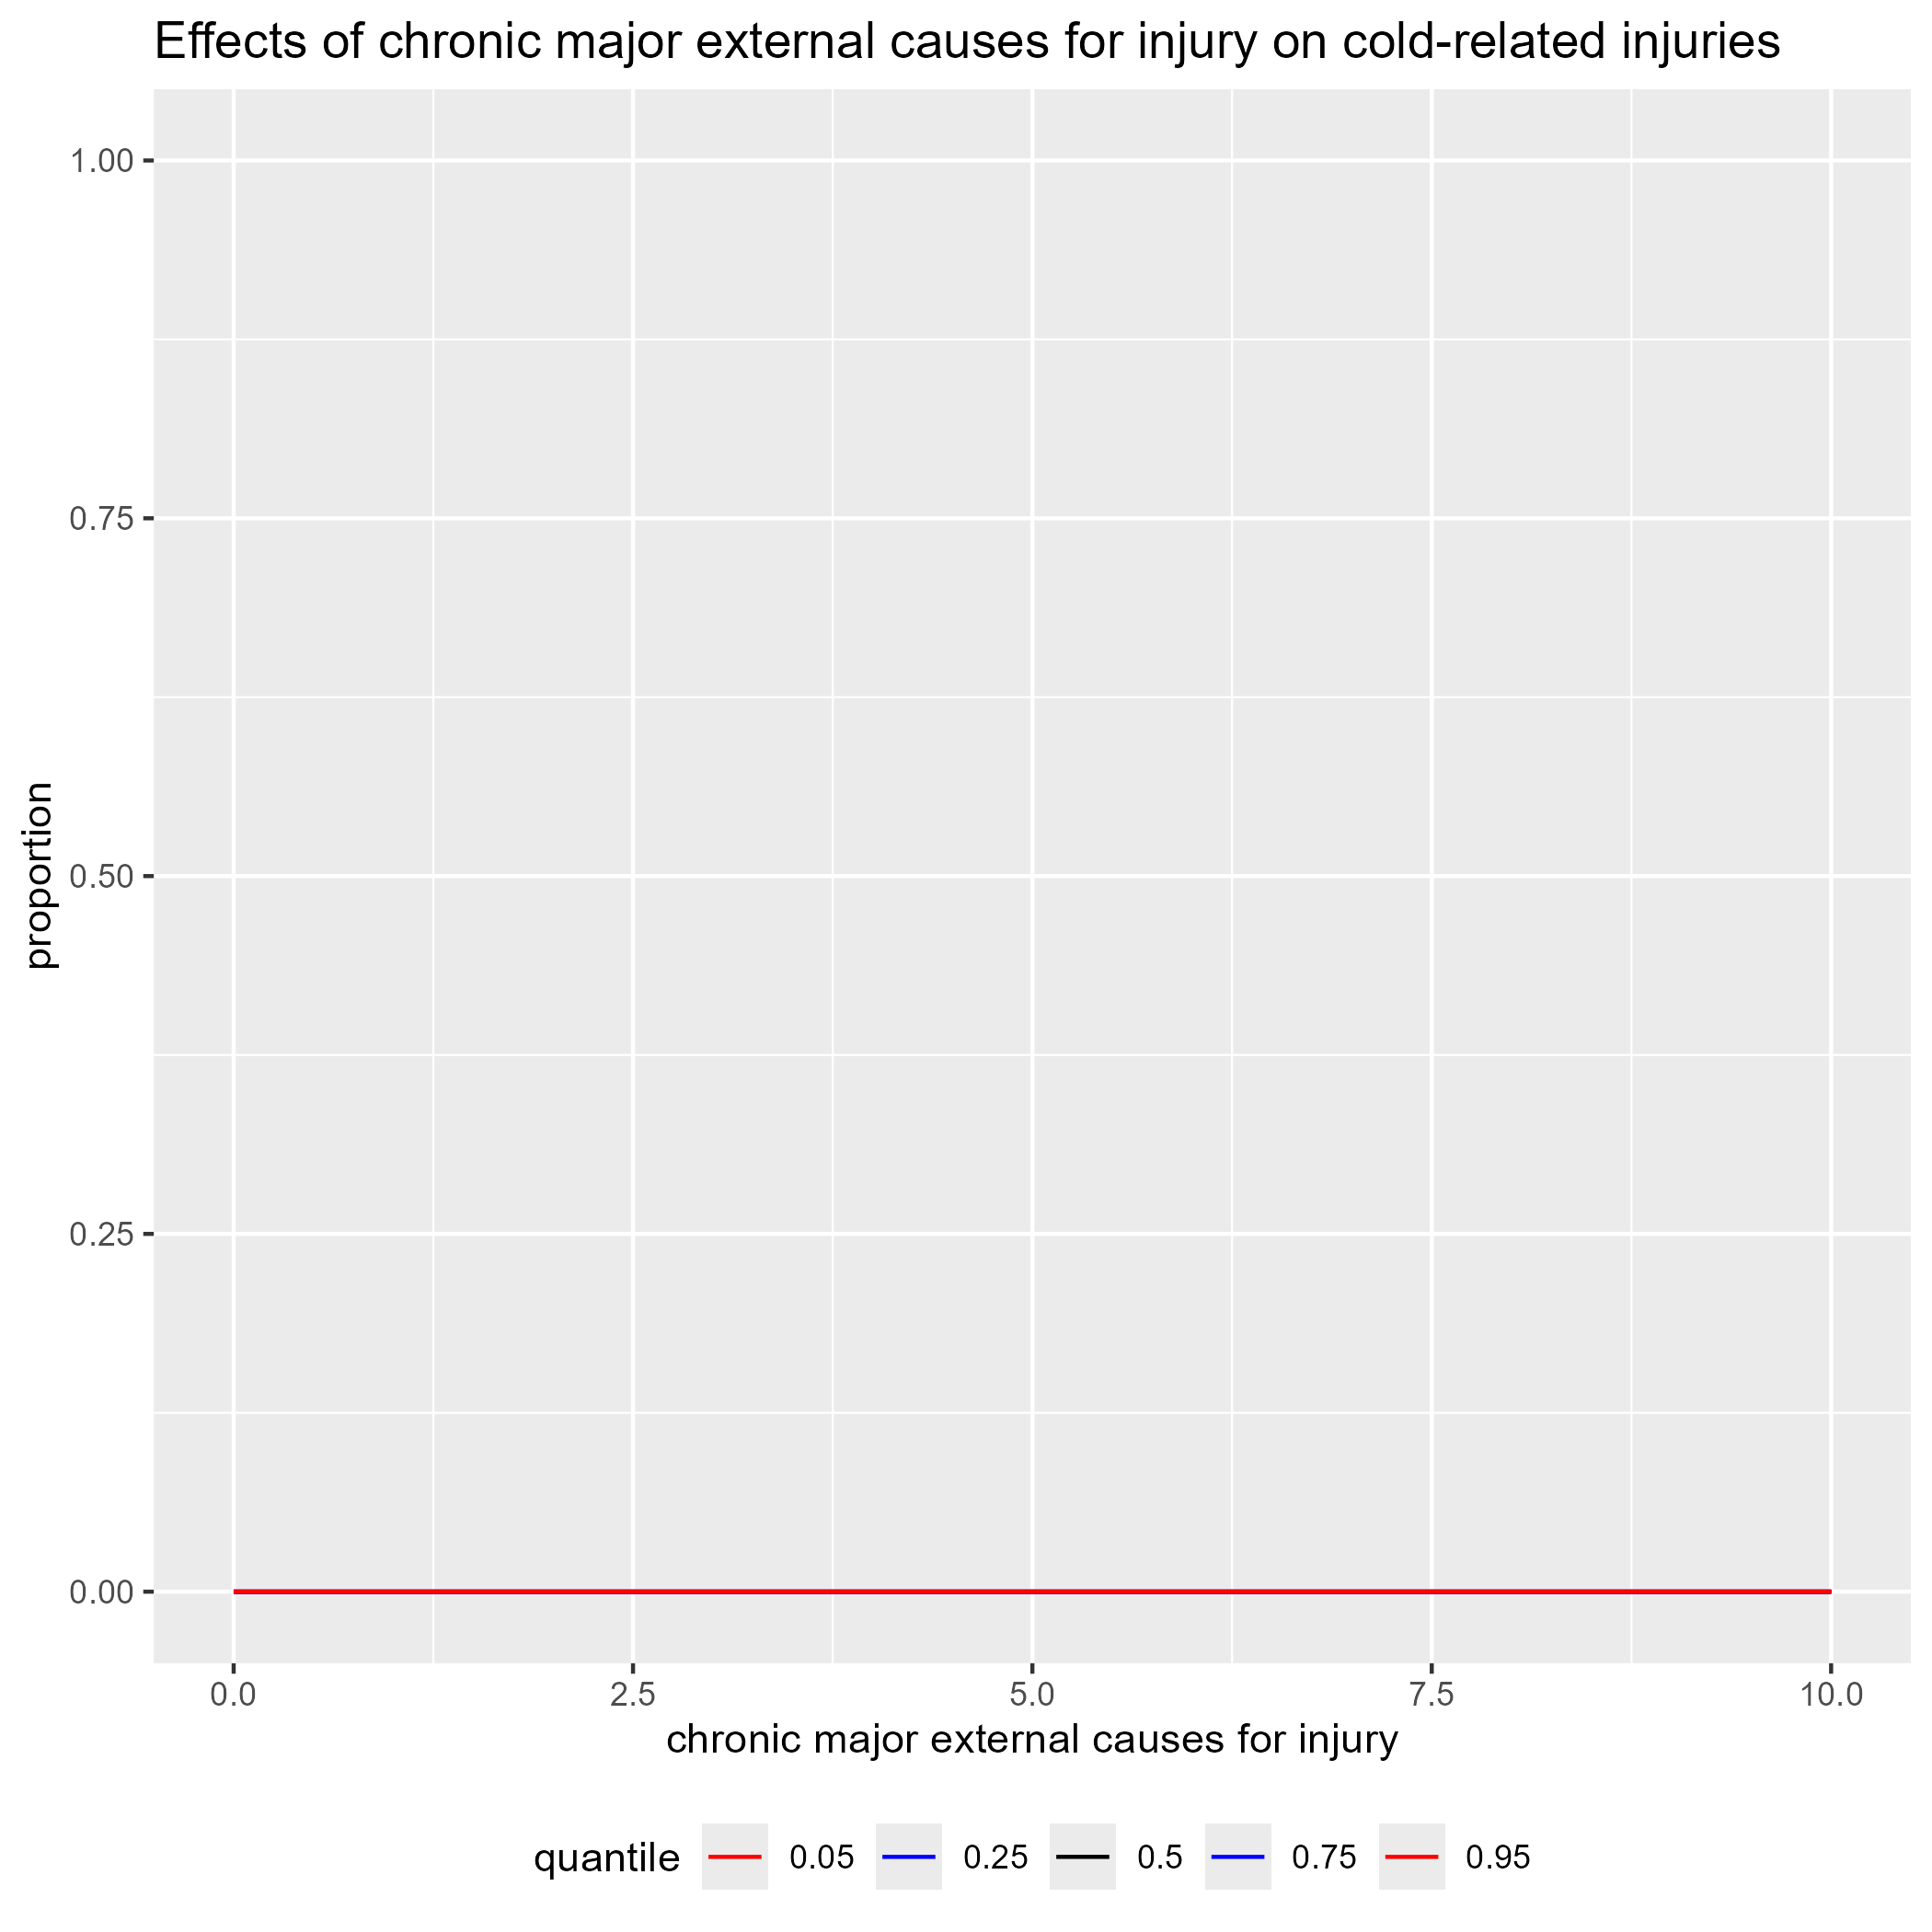 Effects of chronic major external causes for injury on cold-related injuries
proportion
1.00
0.75
0.50
0.25
0.00
0.0 2.5 5.0 7.5 10.0
chronic major external causes for injury
quantile 0.05 0.25 0.5 0.75 0.95